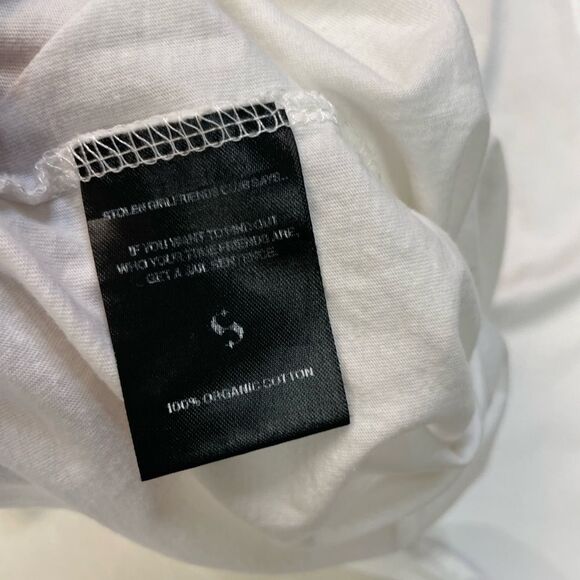 STOLEN GIRLFRIENDS CLUB SAYS...
IF YOU WANT TO FIND OUT
WHO YOUR TRUE FRIENDS ARE,
GET A JAIL SENTENCE.
S
100% ORGANIC COTTON